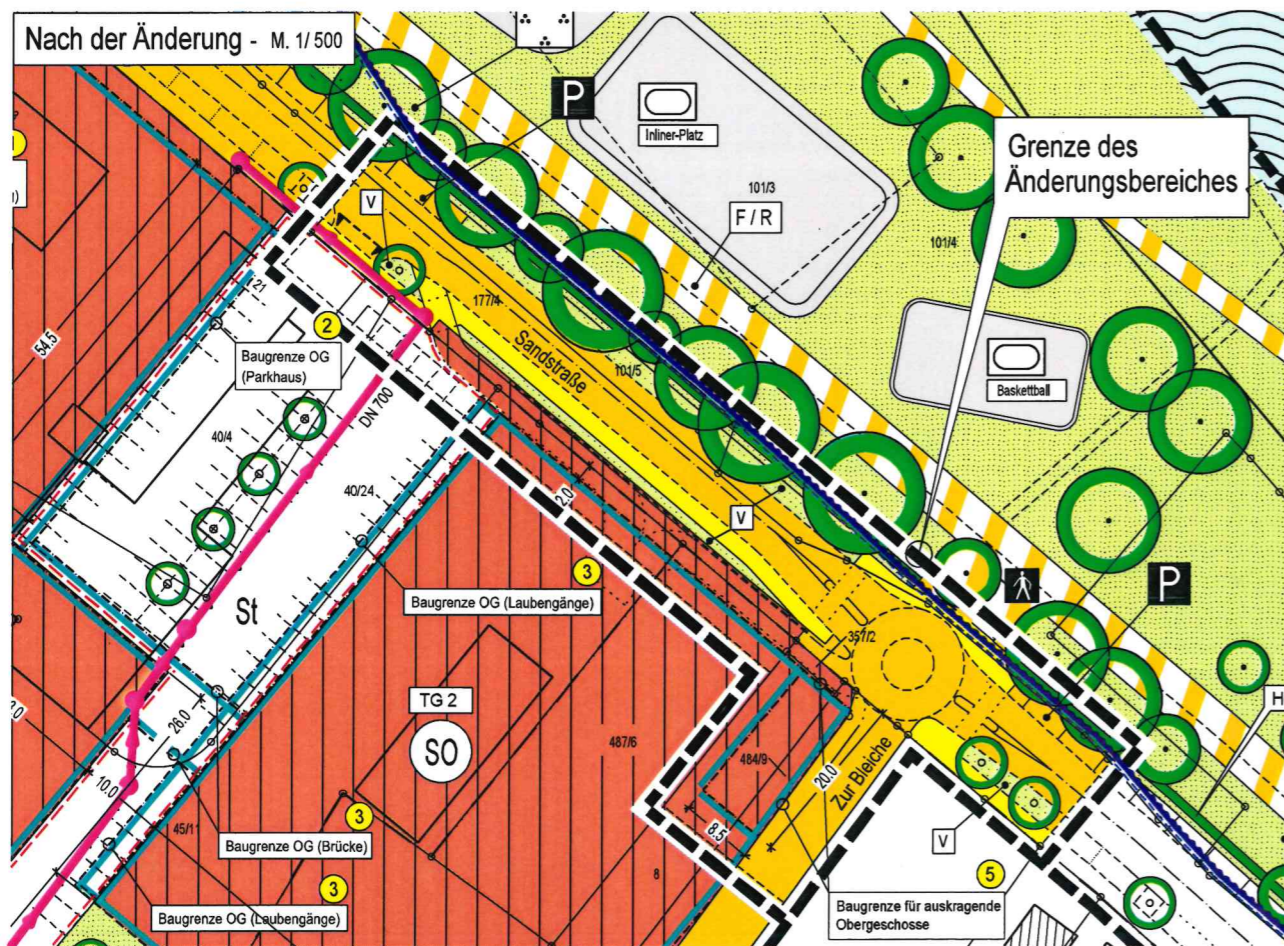 Nach der Änderung - M. 1/ 500
P
Inliner-Platz
Grenze des
Änderungsbereiches
101/3
F / R
101/4
V
177/4
21
2
54.5
Baugrenze OG
(Parkhaus)
Sandstraße
101/5
Baskettball
DN 700
40/4
40/24
2.0
V
3
Baugrenze OG (Laubengänge)
P
St
357/2
TG 2
SO
H
26.0
487/6
484/9
20.0
Zur Bleiche
10.0
45/11
3
8.5
Baugrenze OG (Brücke)
V
3
8
5
Baugrenze für auskragende
Obergeschosse
Baugrenze OG (Laubengänge)